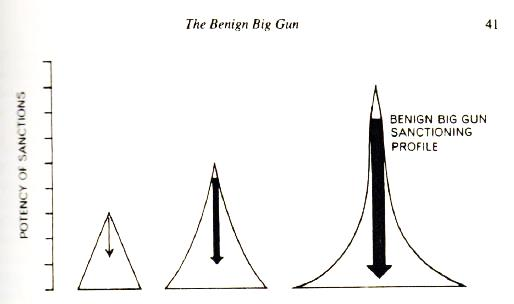 The Benign Big Gun
41
POTENCY OF SANCTIONS
BENIGN BIG GUN
SANCTIONING
PROFILE